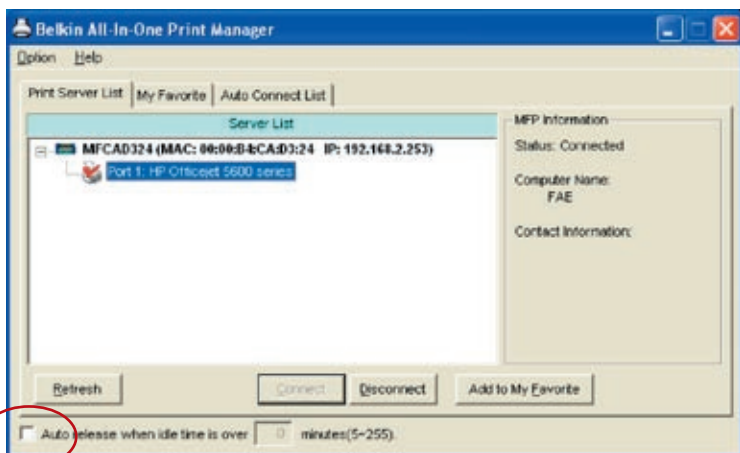 Belkin All-In-One Print Manager
Option Help
Print Server List My Favorite Auto Connect List
Server List
MFCAD324 (MAC: 00:00:B4:CA:D3:24 IP: 192.168.2.253)
Port 1: HP Officejet 5600 series
MFP Information
Status: Connected
Computer Name:
FAE
Contact Information:
Refresh Connect Disconnect Add to My Favorite
Auto release when idle time is over 0 minutes(5~255).